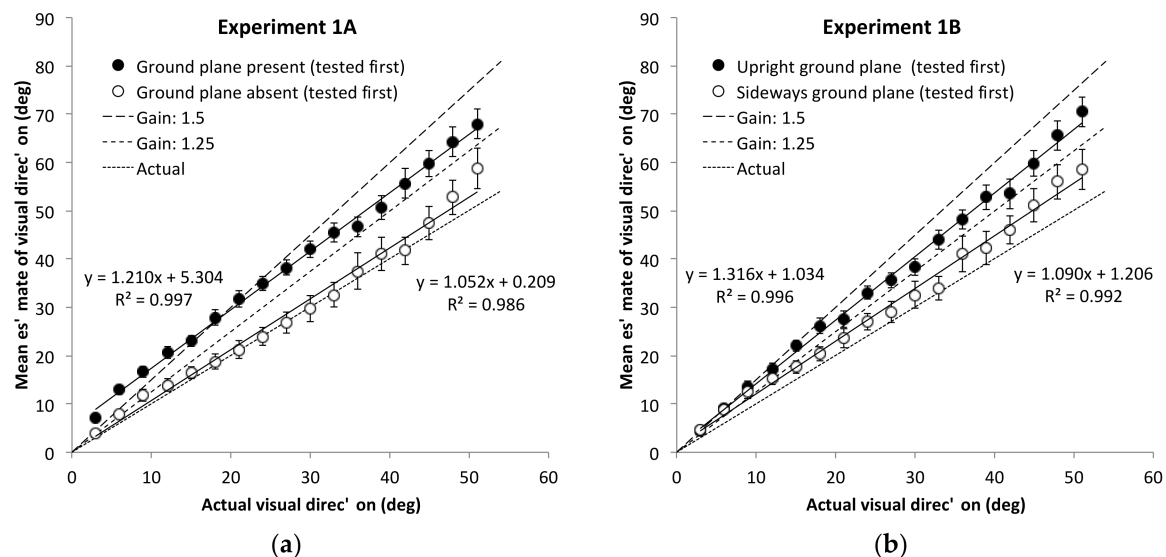 Experiment 1A
Ground plane present (tested first)
Ground plane absent (tested first)
Gain: 1.5
Gain: 1.25
Actual
y = 1.210x + 5.304
R² = 0.997
y = 1.052x + 0.209
R² = 0.986
90
80
70
60
50
40
30
20
10
0
0 10 20 30 40 50 60
Mean es' mate of visual direc' on (deg)
Actual visual direc' on (deg)
(a)
Experiment 1B
Upright ground plane (tested first)
Sideways ground plane (tested first)
Gain: 1.5
Gain: 1.25
Actual
y = 1.316x + 1.034
R² = 0.996
y = 1.090x + 1.206
R² = 0.992
90
80
70
60
50
40
30
20
10
0
0 10 20 30 40 50 60
Mean es' mate of visual direc' on (deg)
Actual visual direc' on (deg)
(b)